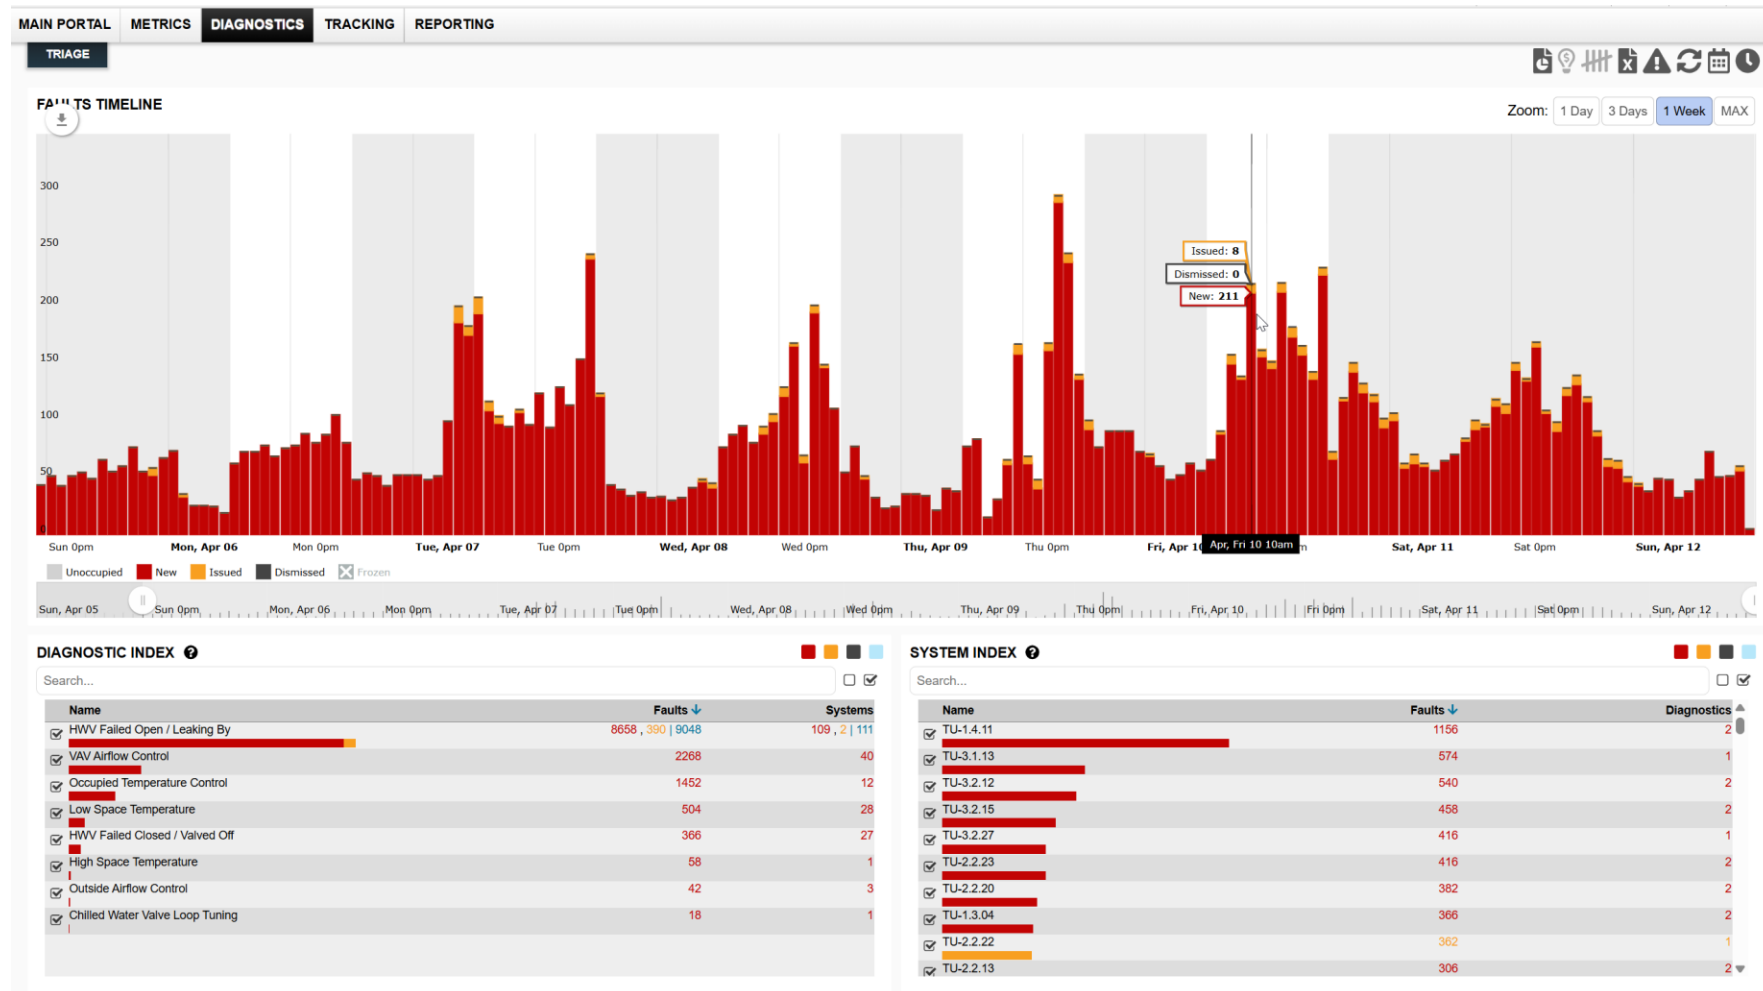 MAIN PORTAL METRICS DIAGNOSTICS TRACKING REPORTING
TRIAGE
FAULTS TIMELINE
Zoom: 1 Day 3 Days 1 Week MAX
300
250
200
150
100
50
0
Issued: 8
Dismissed: 0
New: 211
Sun 0pm Mon, Apr 06 Mon 0pm Tue, Apr 07 Tue 0pm Wed, Apr 08 Wed 0pm Thu, Apr 09 Thu 0pm Fri, Apr 10 Apr, Fri 10 10am Sat, Apr 11 Sat 0pm Sun, Apr 12
Unoccupied New Issued Dismissed Frozen
Sun, Apr 05 Sun 0pm Mon, Apr 06 Mon 0pm Tue, Apr 07 Tue 0pm Wed, Apr 08 Wed 0pm Thu, Apr 09 Thu 0pm Fri, Apr 10 Fri 0pm Sat, Apr 11 Sat 0pm Sun, Apr 12
DIAGNOSTIC INDEX
Search...
Name Faults Systems
HWV Failed Open / Leaking By 8658 , 390 | 9048 109 , 2 | 111
VAV Airflow Control 2268 40
Occupied Temperature Control 1452 12
Low Space Temperature 504 28
HWV Failed Closed / Valved Off 366 27
High Space Temperature 58 1
Outside Airflow Control 42 3
Chilled Water Valve Loop Tuning 18 1
SYSTEM INDEX
Search...
Name Faults Diagnostics
TU-1.4.11 1156 2
TU-3.1.13 574 1
TU-3.2.12 540 2
TU-3.2.15 458 2
TU-3.2.27 416 1
TU-2.2.23 416 2
TU-2.2.20 382 2
TU-1.3.04 366 2
TU-2.2.22 362 1
TU-2.2.13 306 2